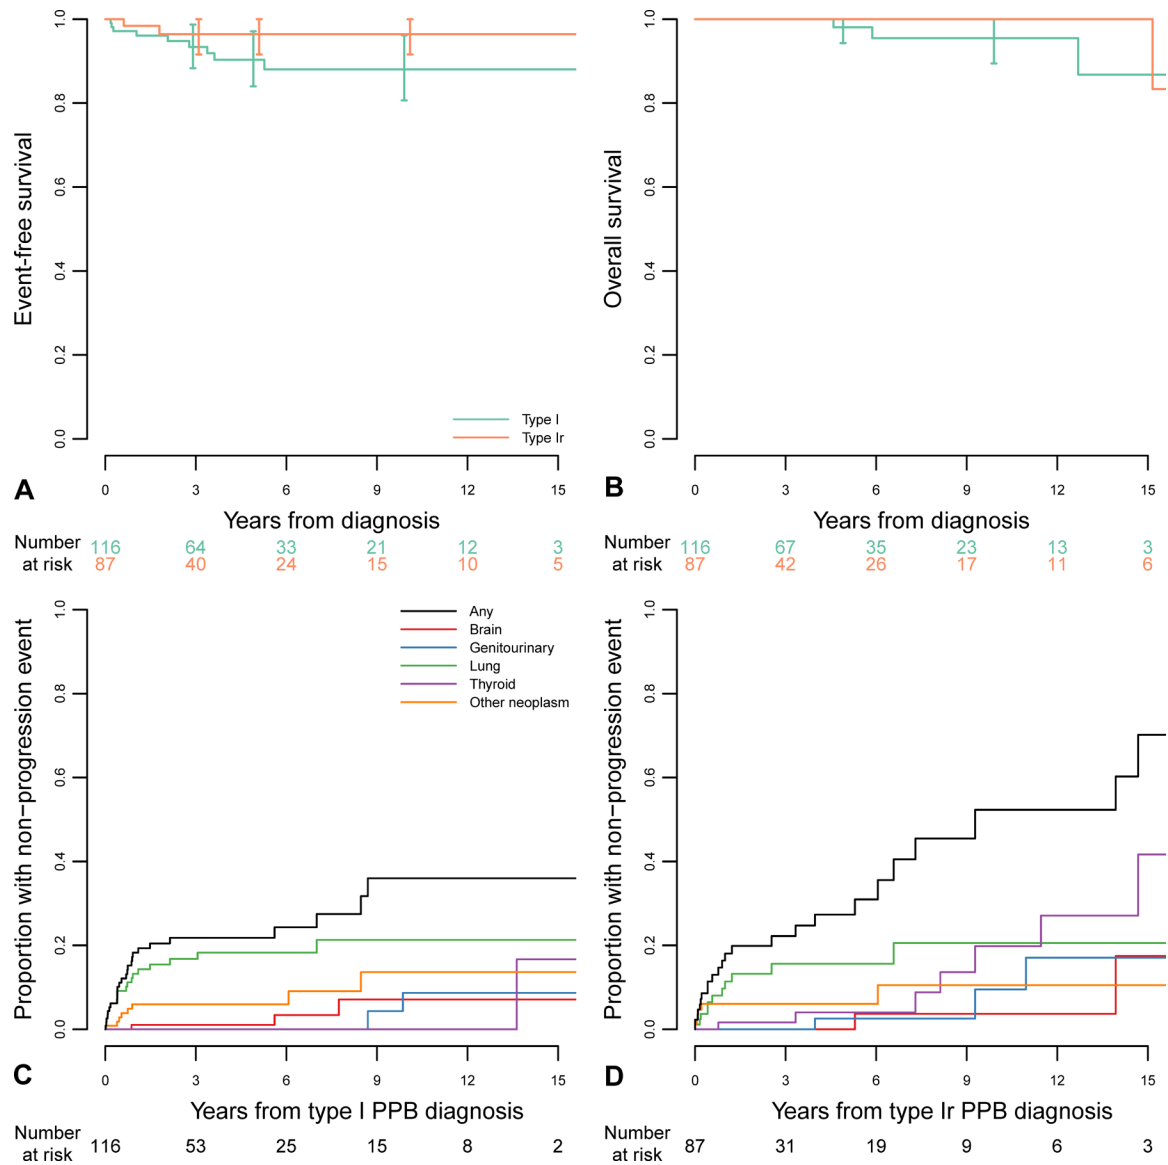 1.0
0.8
0.6
0.4
0.2
0.0
Event-free survival
Type I
Type Ir
A
0 3 6 9 12 15
Years from diagnosis
Number at risk
116 64 33 21 12 3
87 40 24 15 10 5
1.0
0.8
0.6
0.4
0.2
0.0
Overall survival
B
0 3 6 9 12 15
Years from diagnosis
Number at risk
116 67 35 23 13 3
87 42 26 17 11 6
1.0
0.8
0.6
0.4
0.2
0.0
Proportion with non−progression event
Any
Brain
Genitourinary
Lung
Thyroid
Other neoplasm
C
0 3 6 9 12 15
Years from type I PPB diagnosis
Number at risk
116 53 25 15 8 2
1.0
0.8
0.6
0.4
0.2
0.0
Proportion with non−progression event
D
0 3 6 9 12 15
Years from type Ir PPB diagnosis
Number at risk
87 31 19 9 6 3